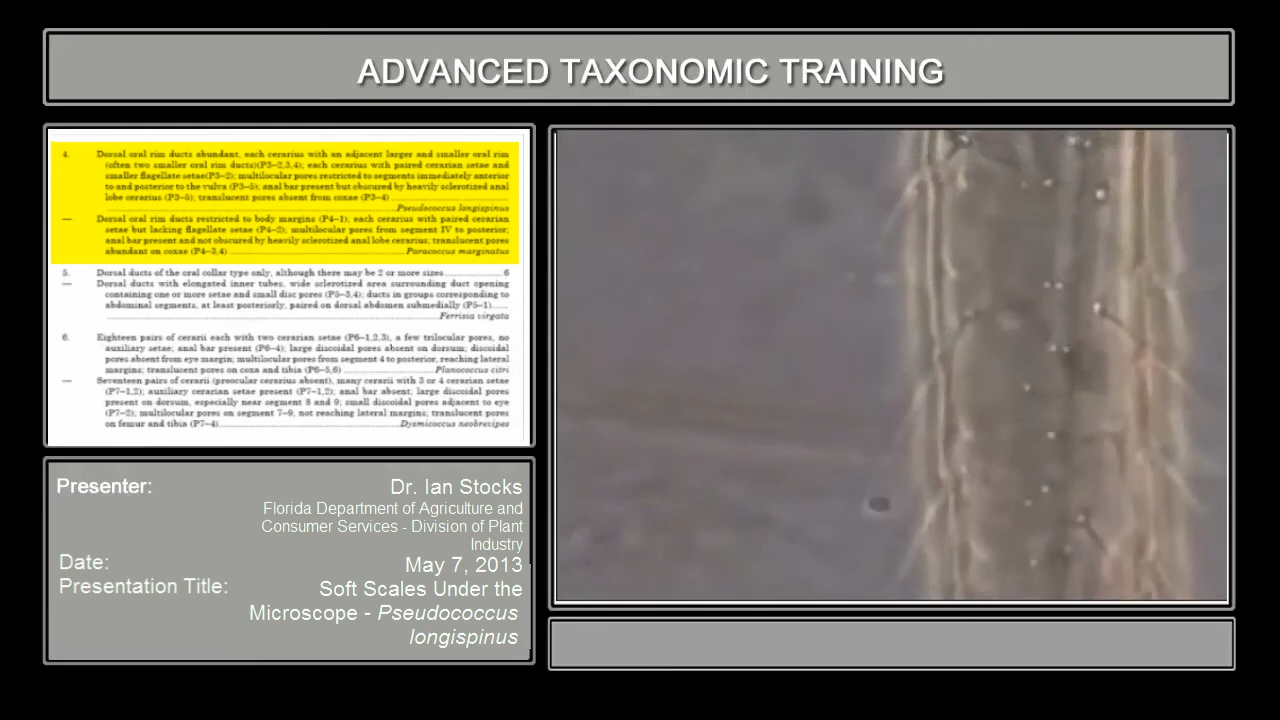 ADVANCED TAXONOMIC TRAINING
4. Dorsal oral rim ducts abundant, each cerarius with an adjacent larger and smaller oral rim
(often two smaller oral rim ducts)(P3–2,3,4); each cerarius with paired cerarian setae and
smaller flagellate setae(P3–2); multilocular pores restricted to segments immediately anterior
to and posterior to the vulva (P3–5); anal bar present but obscured by heavily sclerotized anal
lobe cerarius (P3–5); translucent pores absent from coxae (P3–4)
Pseudococcus longispinus
— Dorsal oral rim ducts restricted to body margins (P4–1); each cerarius with paired cerarian
setae but lacking flagellate setae (P4–2); multilocular pores from segment IV to posterior;
anal bar present and not obscured by heavily sclerotized anal lobe cerarius; translucent pores
abundant on coxae (P4–3,4) Paracoccus marginatus
5. Dorsal ducts of the oral collar type only, although there may be 2 or more sizes 6
— Dorsal ducts with elongated inner tubes, wide sclerotized area surrounding duct opening
containing one or more setae and small disc pores (P5–3,4); ducts in groups corresponding to
abdominal segments, at least posteriorly, paired on dorsal abdomen submedially (P5–1)
Ferrisia virgata
6. Eighteen pairs of cerarii each with two cerarian setae (P6–1,2,3), a few trilocular pores, no
auxiliary setae; anal bar present (P6–4); large discoidal pores absent on dorsum; discoidal
pores absent from eye margin; multilocular pores from segment 4 to posterior, reaching lateral
margins; translucent pores on coxa and tibia (P6–5,6) Planococcus citri
— Seventeen pairs of cerarii (preocular cerarius absent), many cerarii with 3 or 4 cerarian setae
(P7–1,2); auxiliary cerarian setae present (P7–1,2); anal bar absent; large discoidal pores
present on dorsum, especially near segment 8 and 9; small discoidal pores adjacent to eye
(P7–2); multilocular pores on segment 7–9, not reaching lateral margins; translucent pores
on femur and tibia (P7–4) Dysmicoccus neobrevipes
Presenter: Dr. Ian Stocks
Florida Department of Agriculture and
Consumer Services - Division of Plant
Industry
Date: May 7, 2013
Presentation Title: Soft Scales Under the
Microscope - Pseudococcus
longispinus